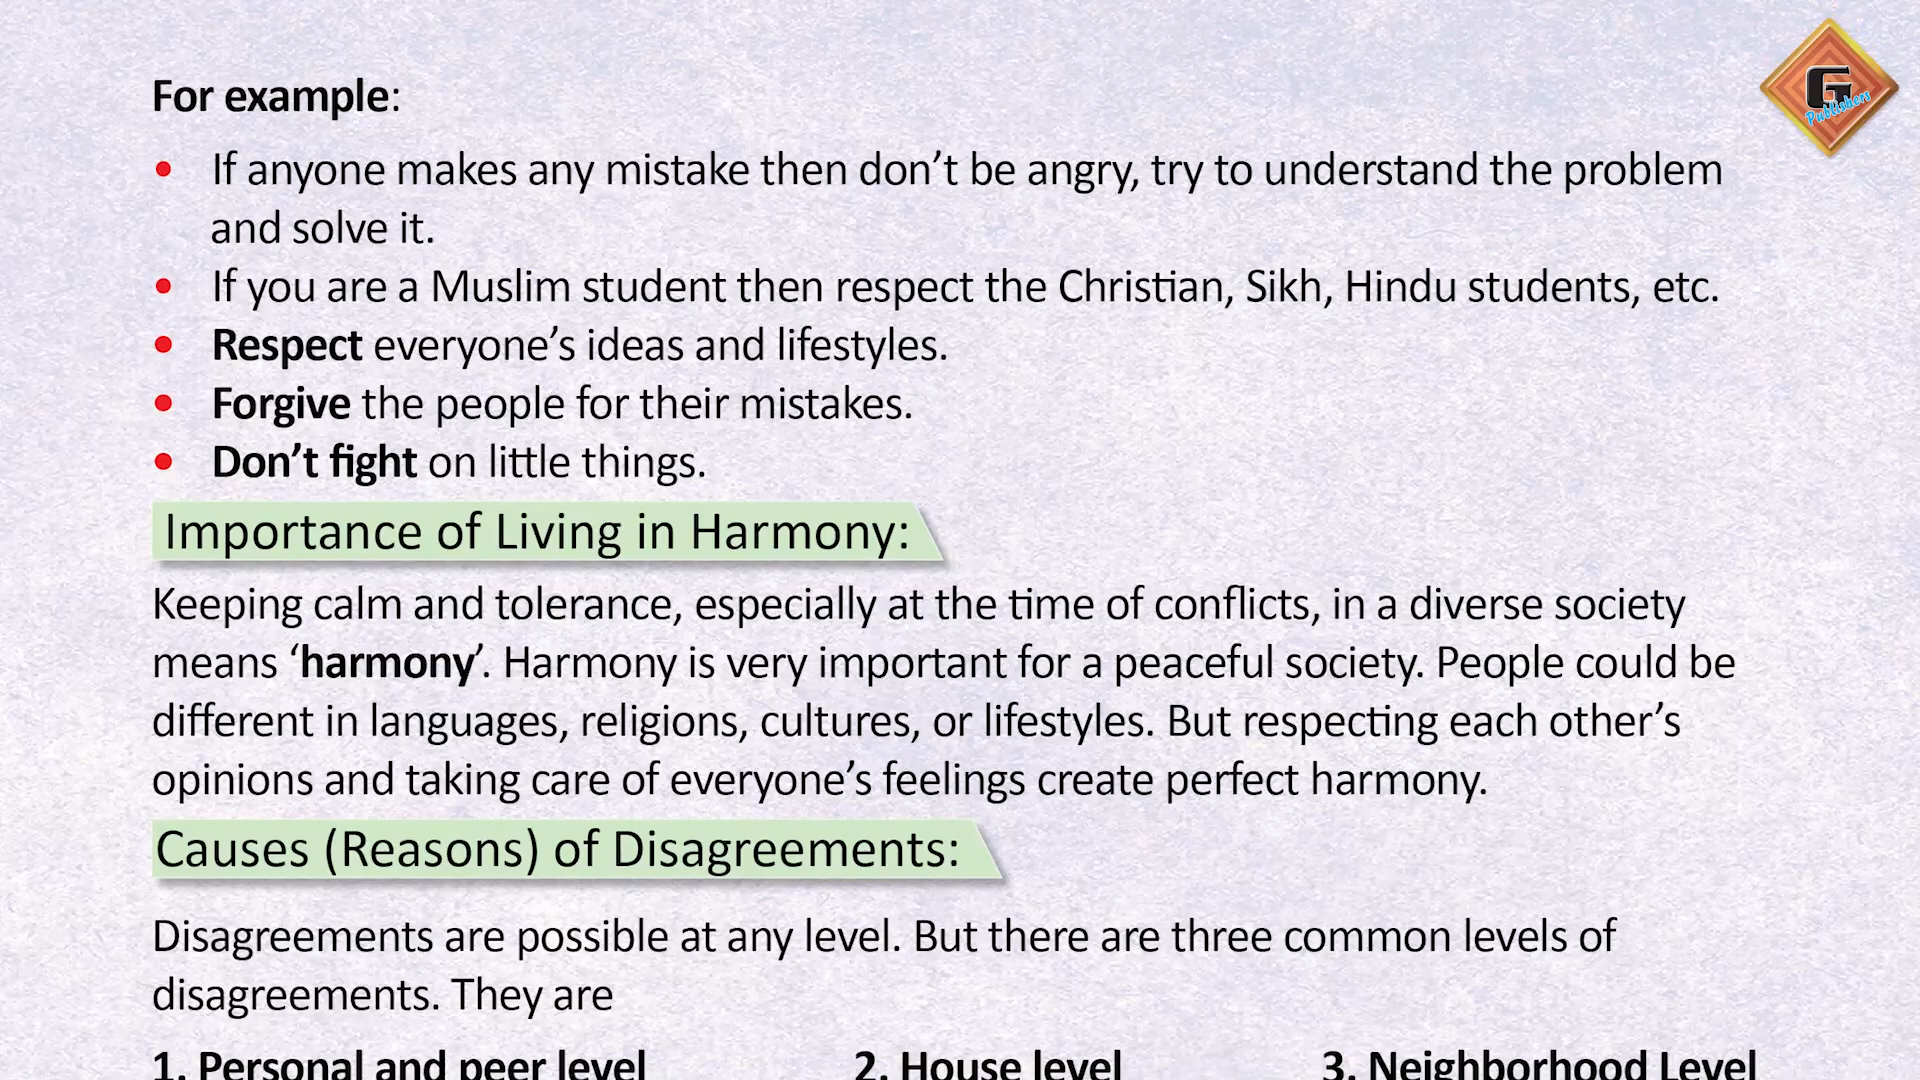 For example:
G
Publishers
• If anyone makes any mistake then don’t be angry, try to understand the problem
and solve it.
• If you are a Muslim student then respect the Christian, Sikh, Hindu students, etc.
• Respect everyone’s ideas and lifestyles.
• Forgive the people for their mistakes.
• Don’t fight on little things.
Importance of Living in Harmony:
Keeping calm and tolerance, especially at the time of conflicts, in a diverse society
means ‘harmony’. Harmony is very important for a peaceful society. People could be
different in languages, religions, cultures, or lifestyles. But respecting each other’s
opinions and taking care of everyone’s feelings create perfect harmony.
Causes (Reasons) of Disagreements:
Disagreements are possible at any level. But there are three common levels of
disagreements. They are
1. Personal and peer level 2. House level 3. Neighborhood Level